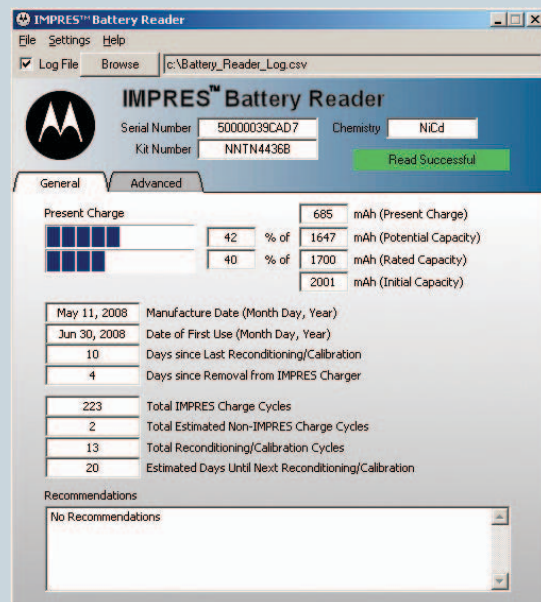 IMPRES™ Battery Reader
File Settings Help
Log File Browse c:\Battery_Reader_Log.csv
IMPRES™ Battery Reader
Serial Number 50000039CAD7 Chemistry NiCd
Kit Number NNTN4436B
Read Successful
General Advanced
Present Charge 685 mAh (Present Charge)
42 % of 1647 mAh (Potential Capacity)
40 % of 1700 mAh (Rated Capacity)
2001 mAh (Initial Capacity)
May 11, 2008 Manufacture Date (Month Day, Year)
Jun 30, 2008 Date of First Use (Month Day, Year)
10 Days since Last Reconditioning/Calibration
4 Days since Removal from IMPRES Charger
223 Total IMPRES Charge Cycles
2 Total Estimated Non-IMPRES Charge Cycles
13 Total Reconditioning/Calibration Cycles
20 Estimated Days Until Next Reconditioning/Calibration
Recommendations
No Recommendations